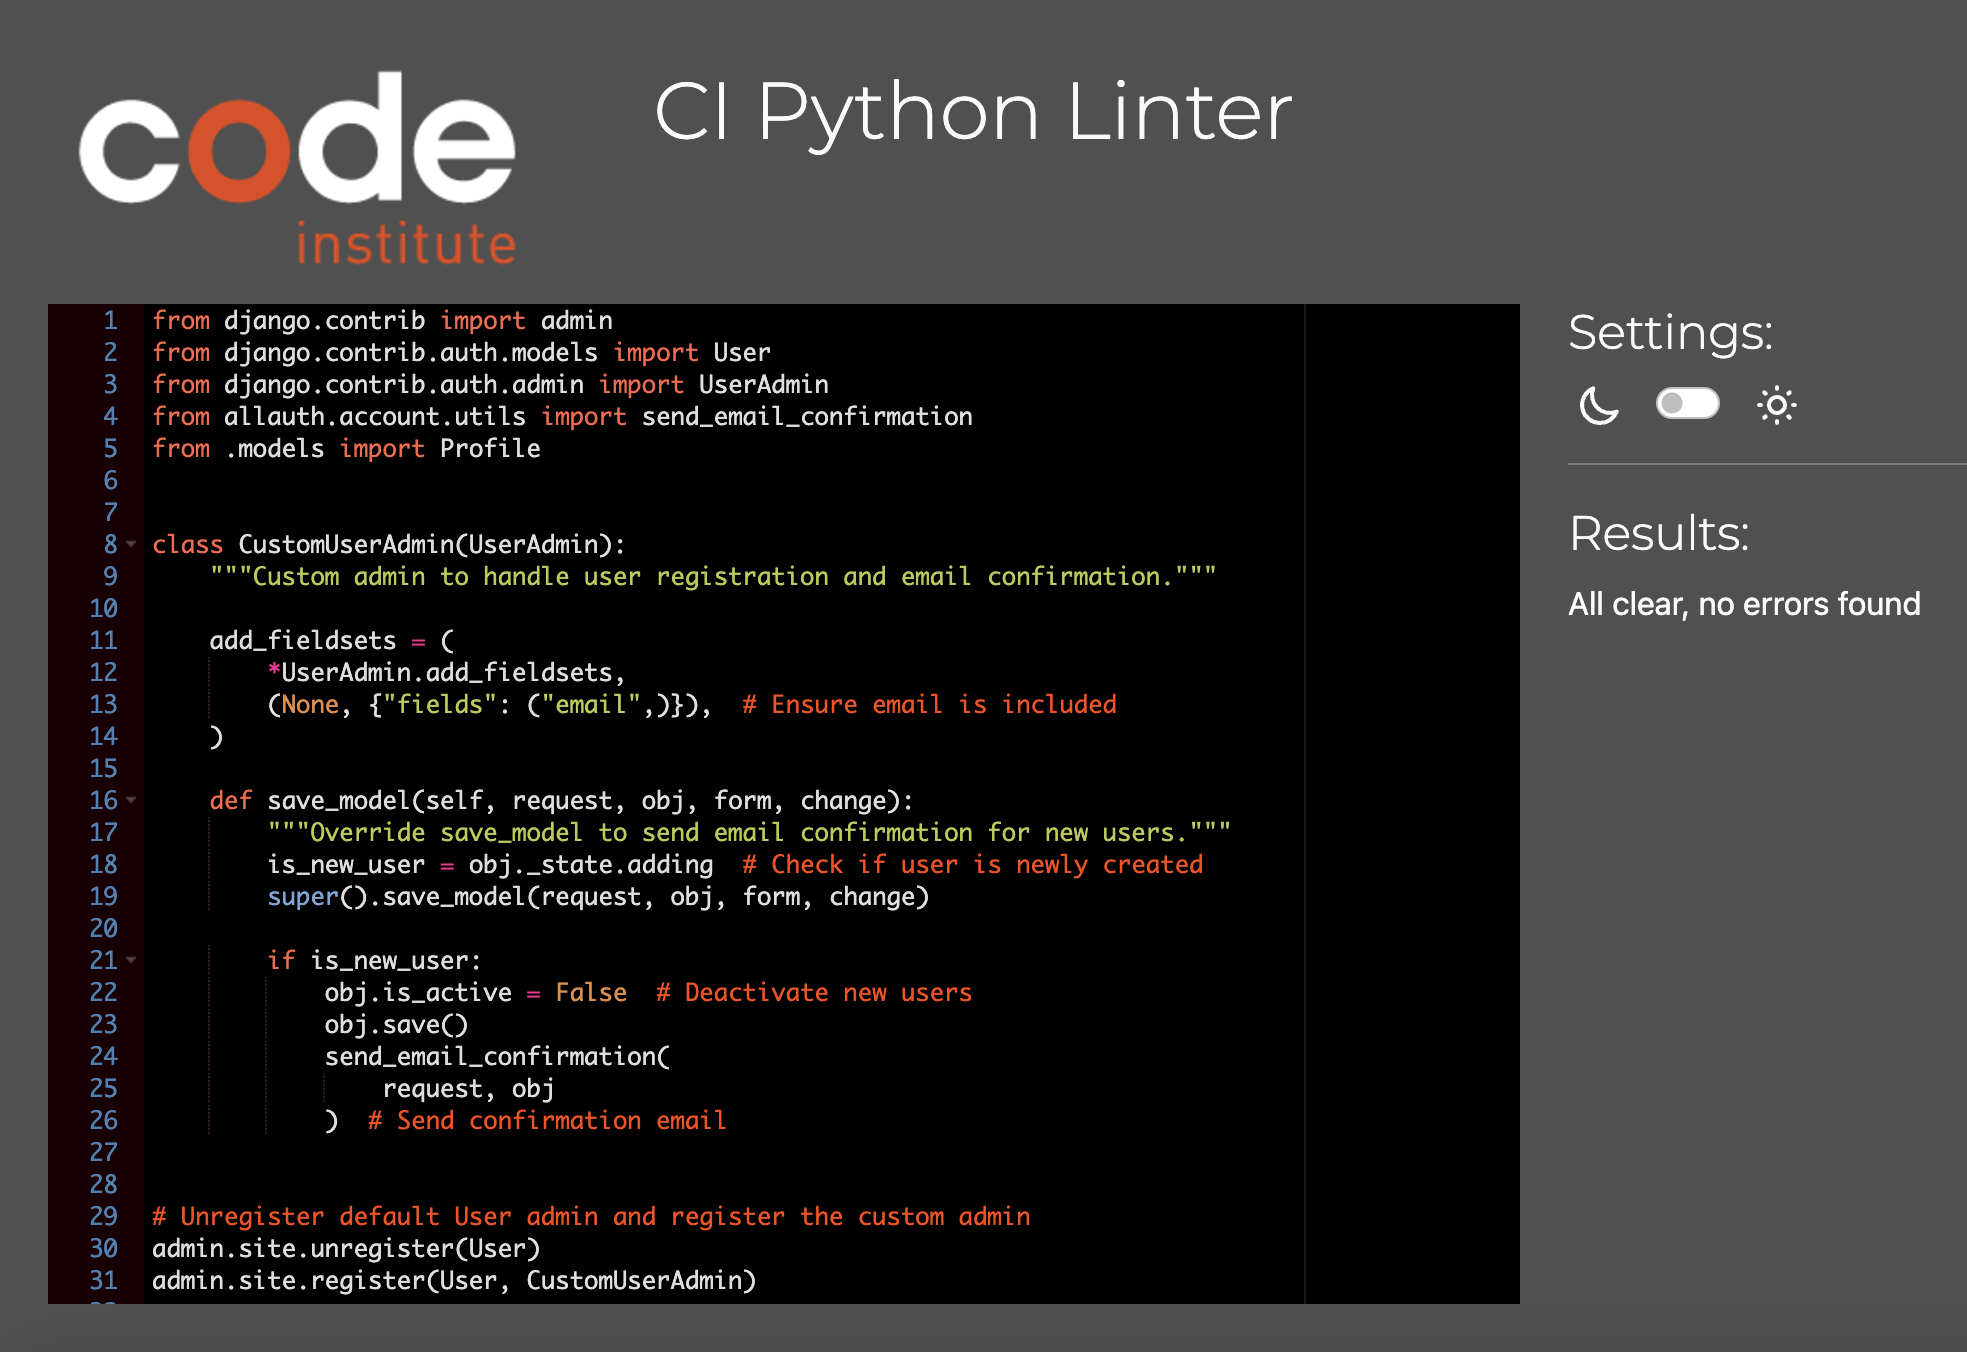 code
institute
CI Python Linter
1 from django.contrib import admin
2 from django.contrib.auth.models import User
3 from django.contrib.auth.admin import UserAdmin
4 from allauth.account.utils import send_email_confirmation
5 from .models import Profile
6
7
8 class CustomUserAdmin(UserAdmin):
9     """Custom admin to handle user registration and email confirmation."""
10
11     add_fieldsets = (
12         *UserAdmin.add_fieldsets,
13         (None, {"fields": ("email",)}),  # Ensure email is included
14     )
15
16     def save_model(self, request, obj, form, change):
17         """Override save_model to send email confirmation for new users."""
18         is_new_user = obj._state.adding  # Check if user is newly created
19         super().save_model(request, obj, form, change)
20
21         if is_new_user:
22             obj.is_active = False  # Deactivate new users
23             obj.save()
24             send_email_confirmation(
25                 request, obj
26             )  # Send confirmation email
27
28
29 # Unregister default User admin and register the custom admin
30 admin.site.unregister(User)
31 admin.site.register(User, CustomUserAdmin)
Settings:
Results:
All clear, no errors found